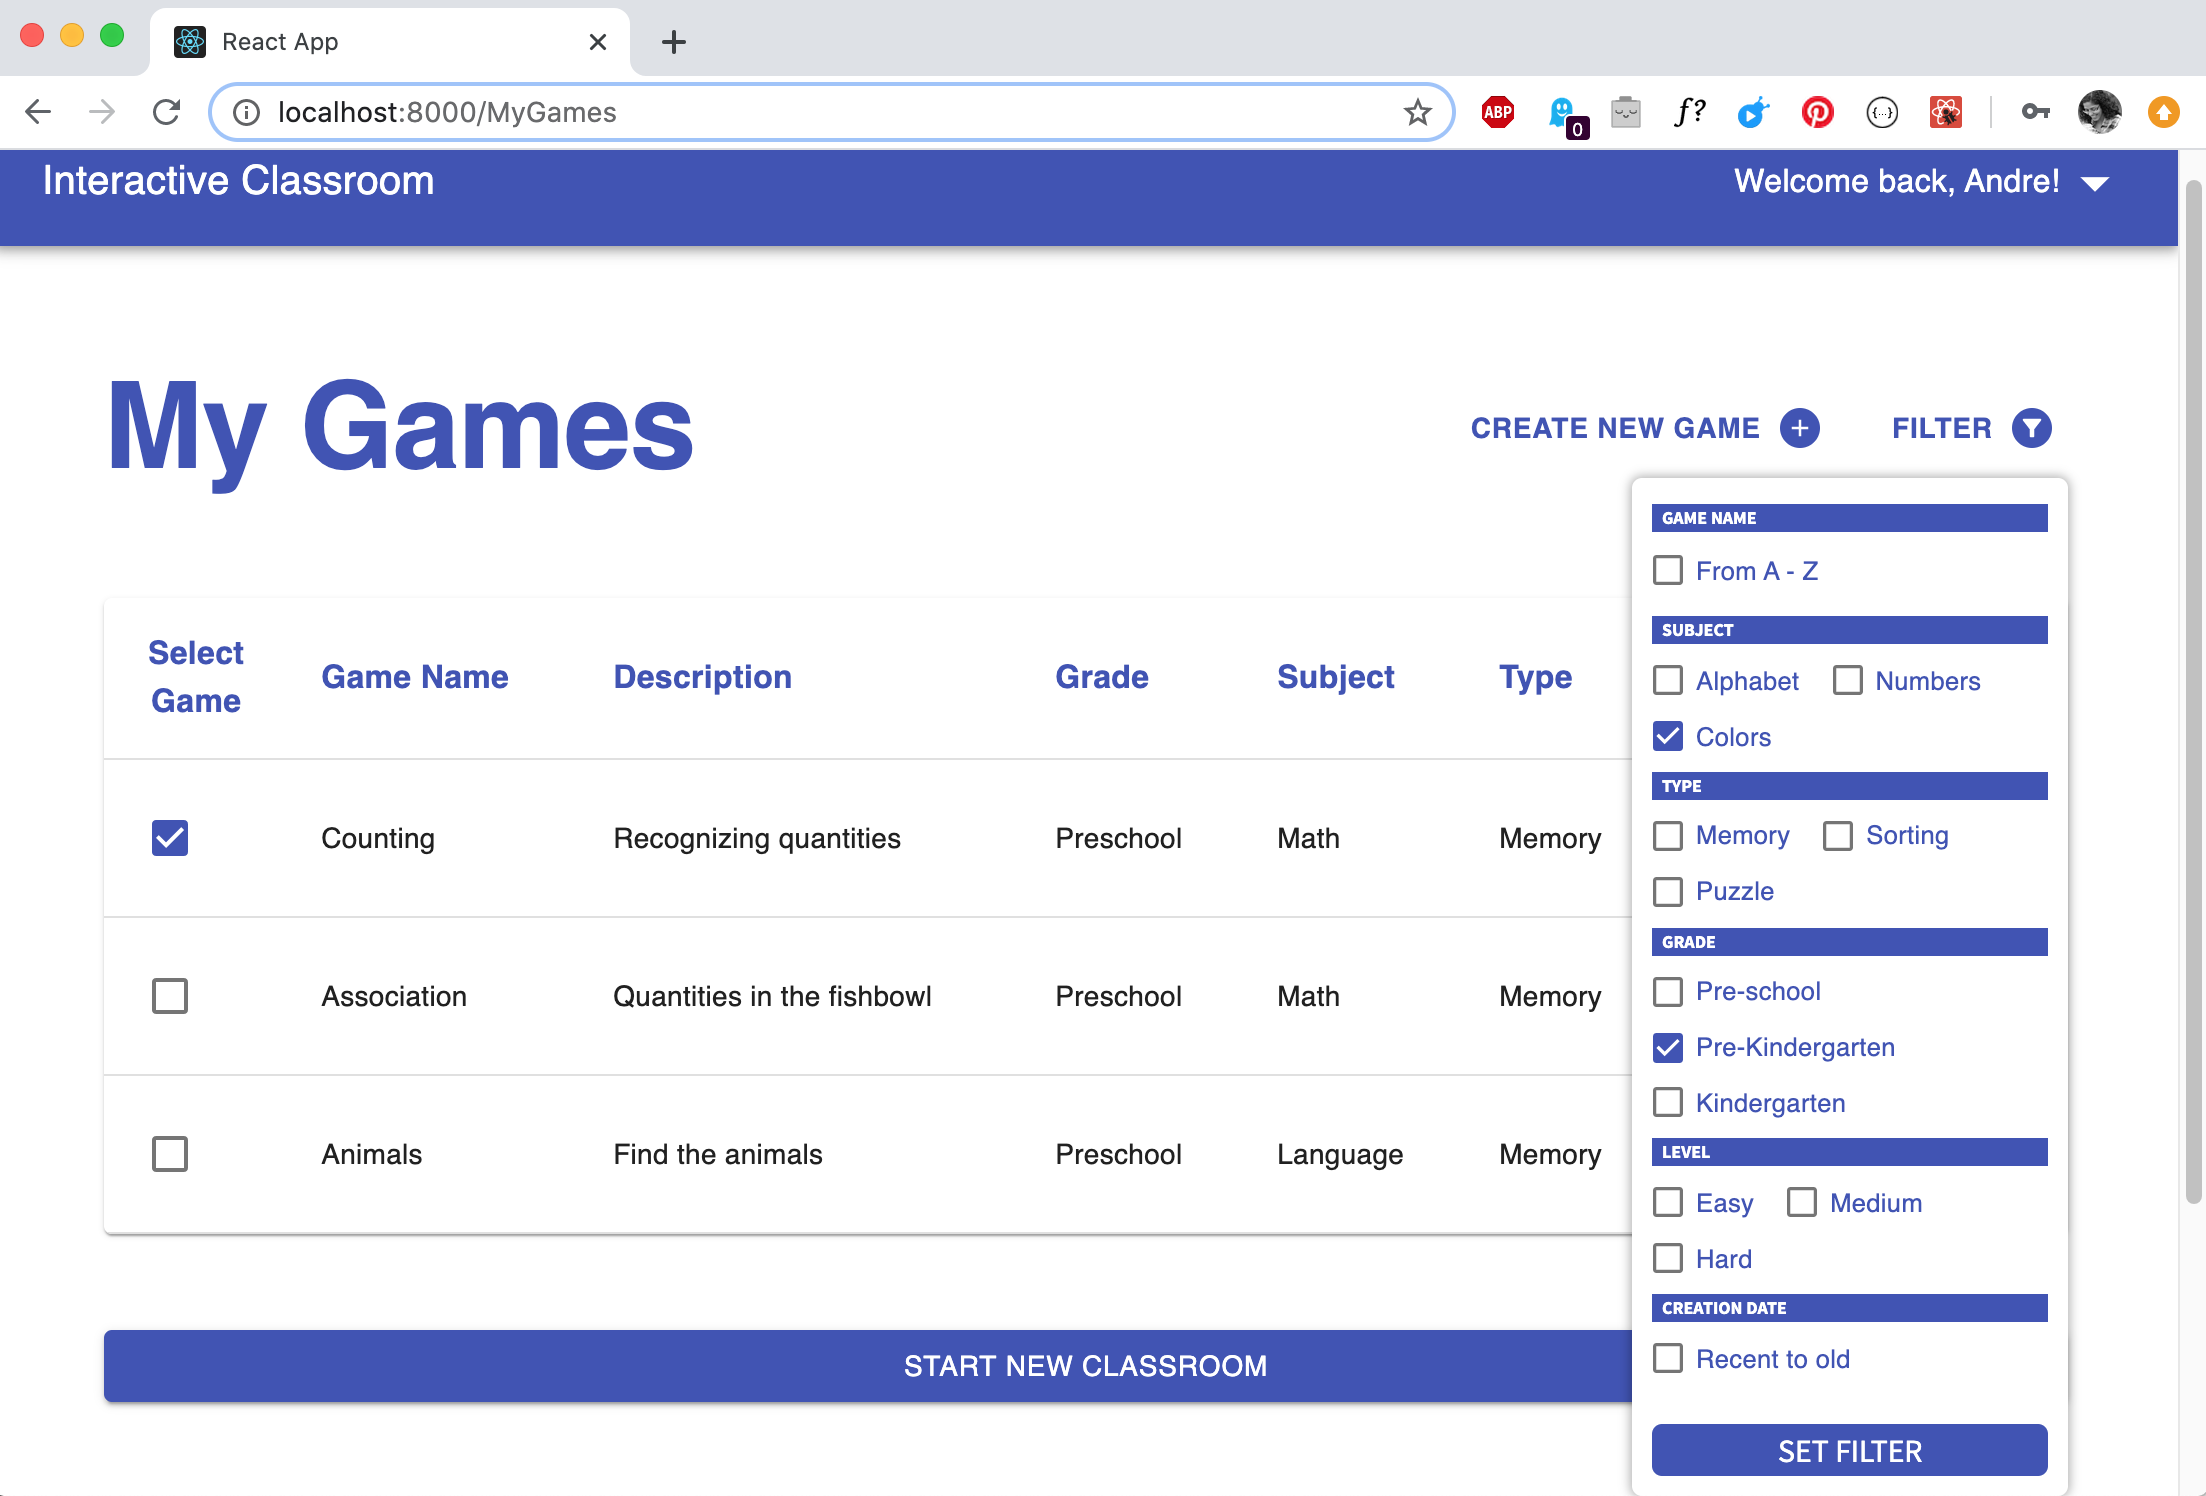 React App
localhost:8000/MyGames
ABP
0
f?
{...}
Interactive Classroom
Welcome back, Andre!
My Games
CREATE NEW GAME
FILTER
Select Game
Game Name
Description
Grade
Subject
Type
Counting
Recognizing quantities
Preschool
Math
Memory
Association
Quantities in the fishbowl
Preschool
Math
Memory
Animals
Find the animals
Preschool
Language
Memory
START NEW CLASSROOM
GAME NAME
From A - Z
SUBJECT
Alphabet
Numbers
Colors
TYPE
Memory
Sorting
Puzzle
GRADE
Pre-school
Pre-Kindergarten
Kindergarten
LEVEL
Easy
Medium
Hard
CREATION DATE
Recent to old
SET FILTER